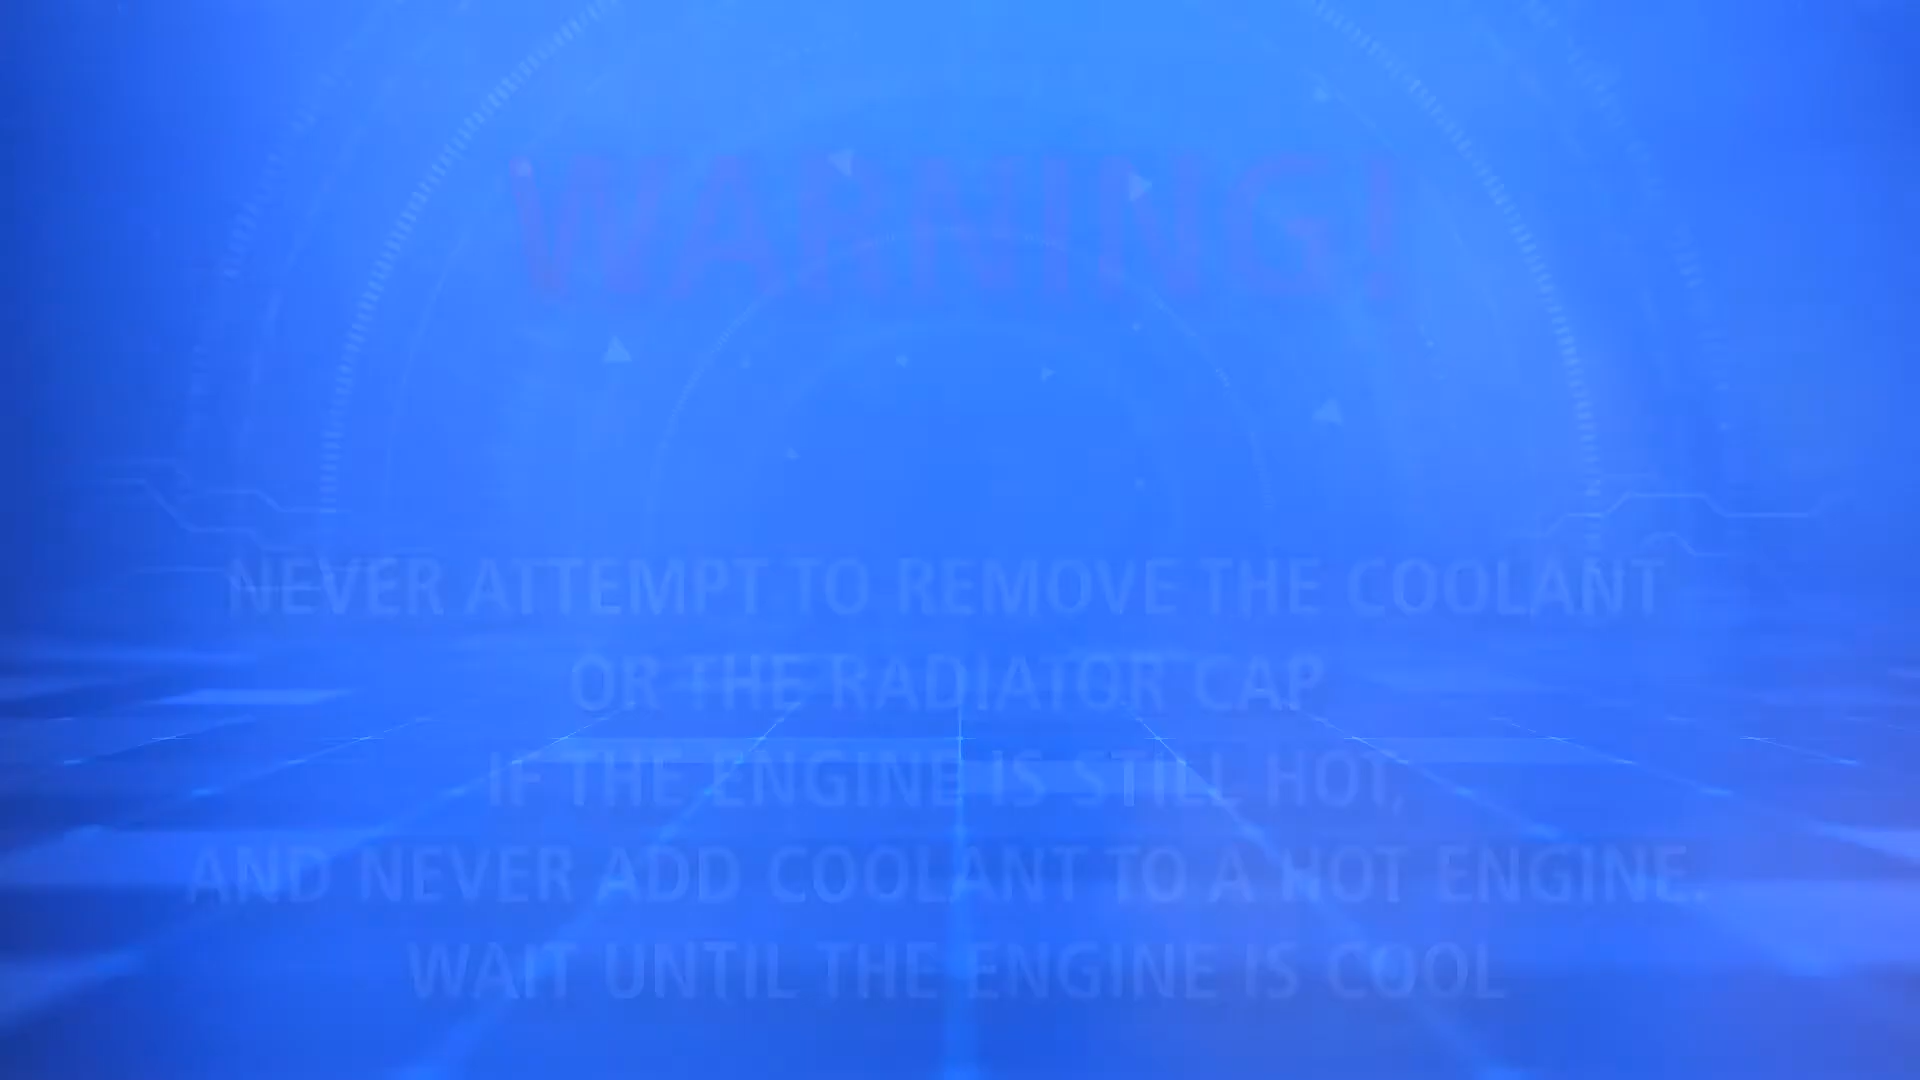 WARNING!
NEVER ATTEMPT TO REMOVE THE COOLANT
OR THE RADIATOR CAP
IF THE ENGINE IS STILL HOT,
AND NEVER ADD COOLANT TO A HOT ENGINE.
WAIT UNTIL THE ENGINE IS COOL